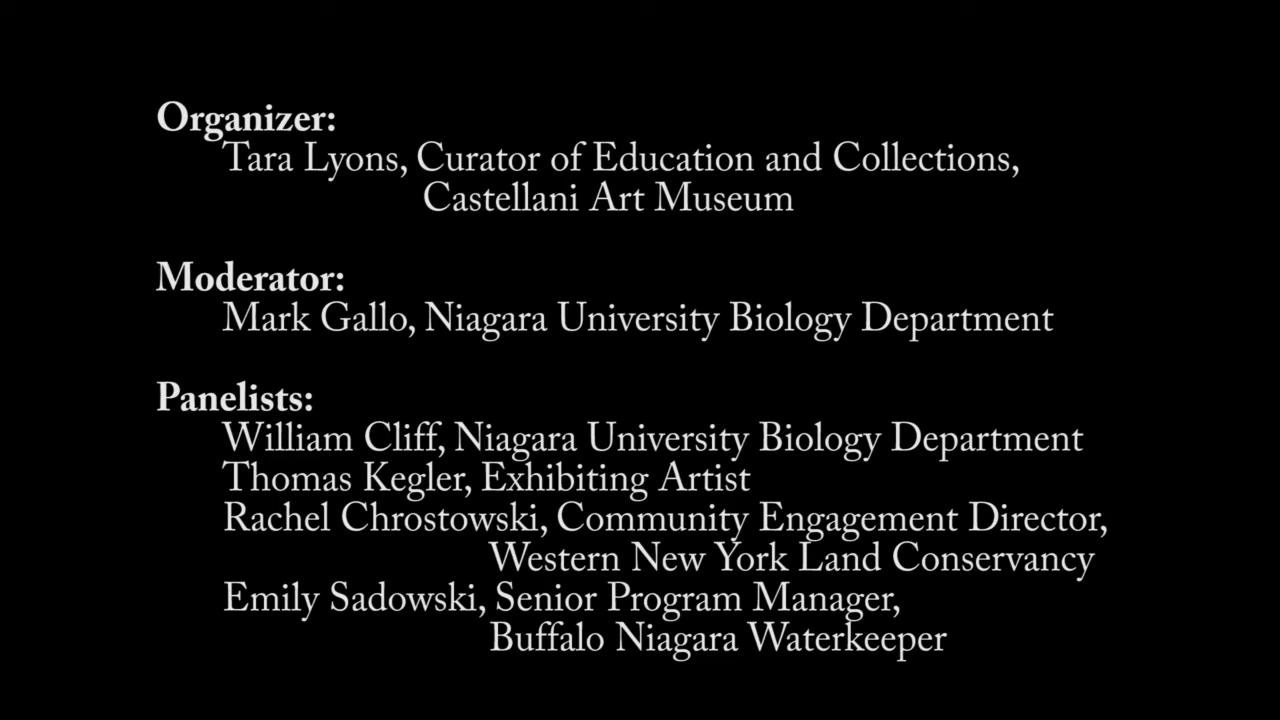 Organizer:
Tara Lyons, Curator of Education and Collections,
Castellani Art Museum
Moderator:
Mark Gallo, Niagara University Biology Department
Panelists:
William Cliff, Niagara University Biology Department
Thomas Kegler, Exhibiting Artist
Rachel Chrostowski, Community Engagement Director,
Western New York Land Conservancy
Emily Sadowski, Senior Program Manager,
Buffalo Niagara Waterkeeper